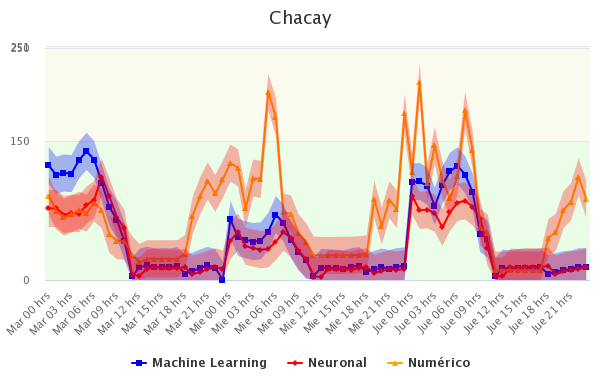 Chacay
250
150
0
Mar 00 hrs
Mar 03 hrs
Mar 06 hrs
Mar 09 hrs
Mar 12 hrs
Mar 15 hrs
Mar 18 hrs
Mar 21 hrs
Mie 00 hrs
Mie 03 hrs
Mie 06 hrs
Mie 09 hrs
Mie 12 hrs
Mie 15 hrs
Mie 18 hrs
Mie 21 hrs
Jue 00 hrs
Jue 03 hrs
Jue 06 hrs
Jue 09 hrs
Jue 12 hrs
Jue 15 hrs
Jue 18 hrs
Jue 21 hrs
Machine Learning Neuronal Numérico